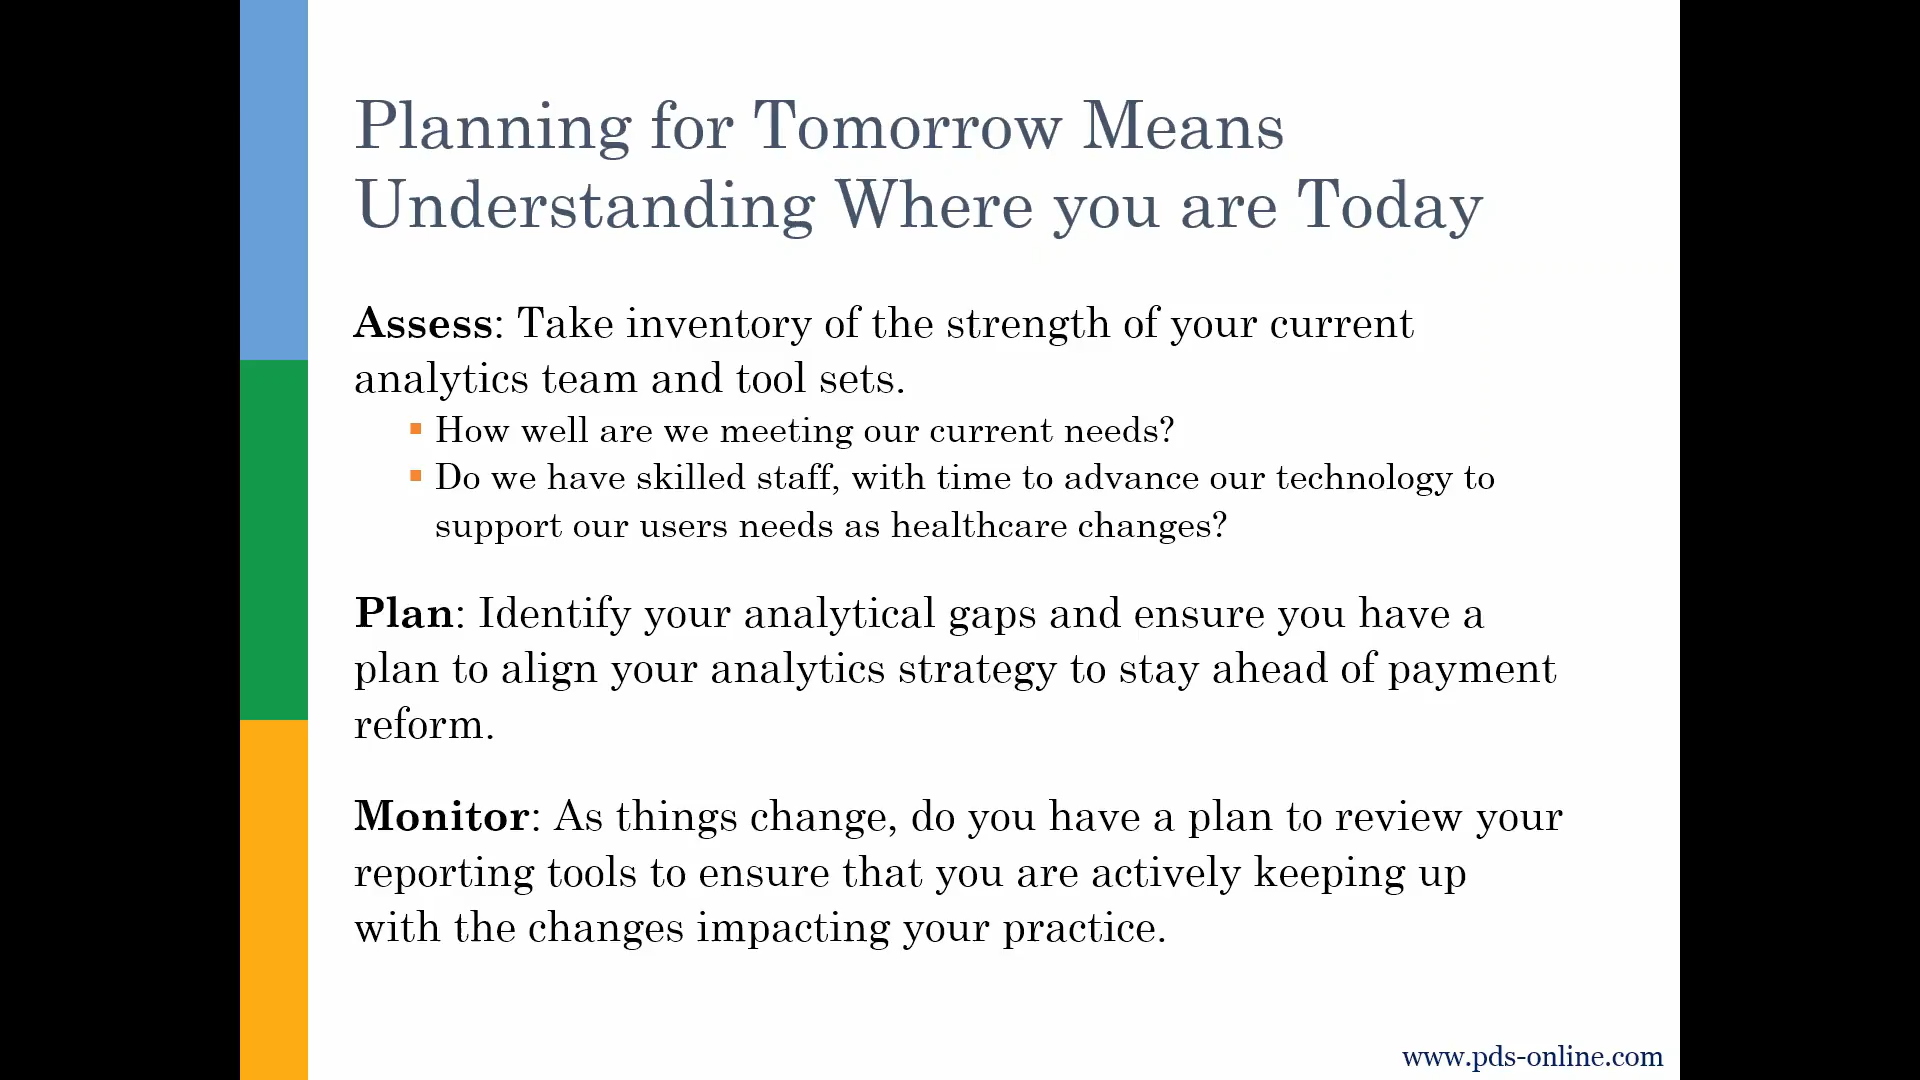 Planning for Tomorrow Means
Understanding Where you are Today
Assess: Take inventory of the strength of your current
analytics team and tool sets.
▪ How well are we meeting our current needs?
▪ Do we have skilled staff, with time to advance our technology to
support our users needs as healthcare changes?
Plan: Identify your analytical gaps and ensure you have a
plan to align your analytics strategy to stay ahead of payment
reform.
Monitor: As things change, do you have a plan to review your
reporting tools to ensure that you are actively keeping up
with the changes impacting your practice.
www.pds-online.com